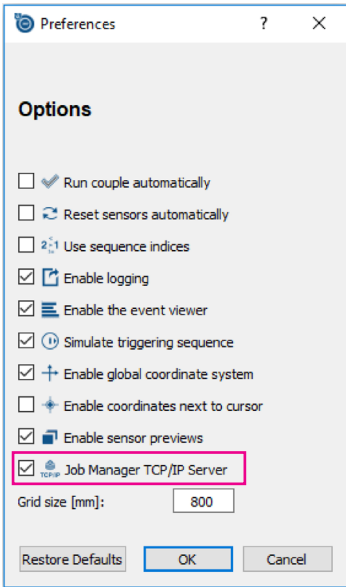 Preferences
?
Options
Run couple automatically
Reset sensors automatically
Use sequence indices
Enable logging
Enable the event viewer
Simulate triggering sequence
Enable global coordinate system
Enable coordinates next to cursor
Enable sensor previews
TCP/IP Job Manager TCP/IP Server
Grid size [mm]: 800
Restore Defaults OK Cancel